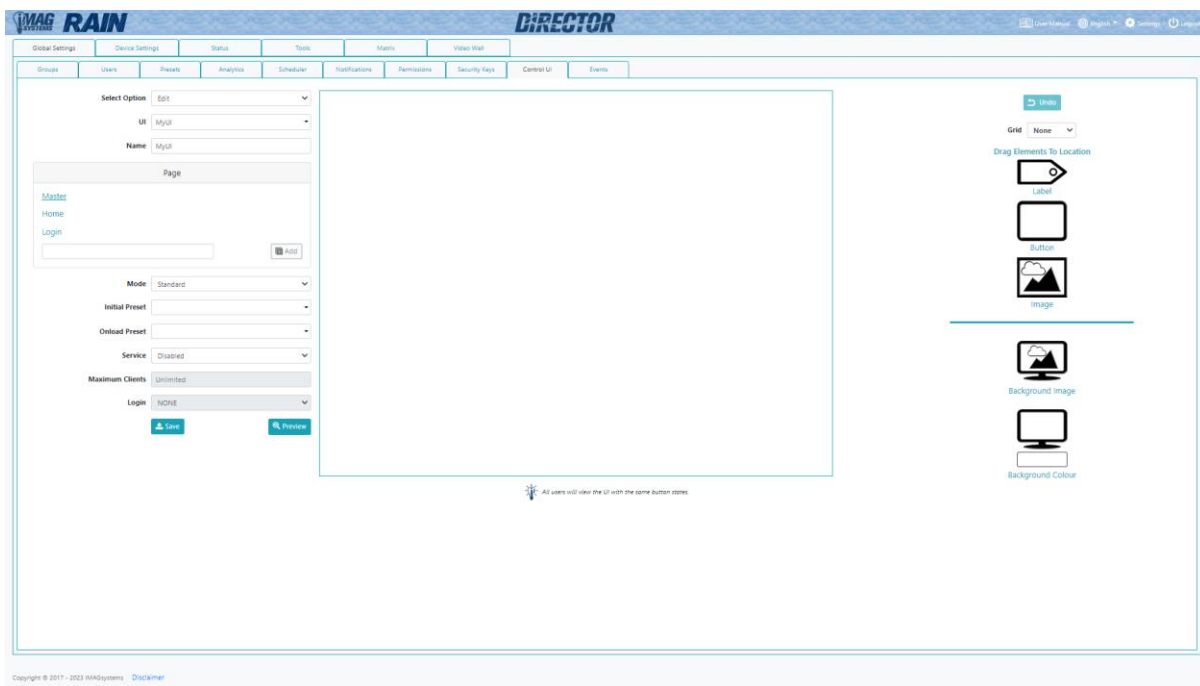 IMAG SYSTEMS RAIN DIRECTOR User Manual English Settings Logout
Global Settings Device Settings Status Tools Matrix Video Wall
Groups Users Presets Analytics Scheduler Notifications Permissions Security Keys Control UI Events
Select Option Edit
UI MyUI
Name MyUI
Page
Master
Home
Login
Add
Mode Standard
Initial Preset
Onload Preset
Service Disabled
Maximum Clients Unlimited
Login NONE
Save Preview
All users will view the UI with the same button states
Undo
Grid None
Drag Elements To Location
Label
Button
Image
Background Image
Background Colour
Copyright © 2017 - 2023 IMAGsystems Disclaimer